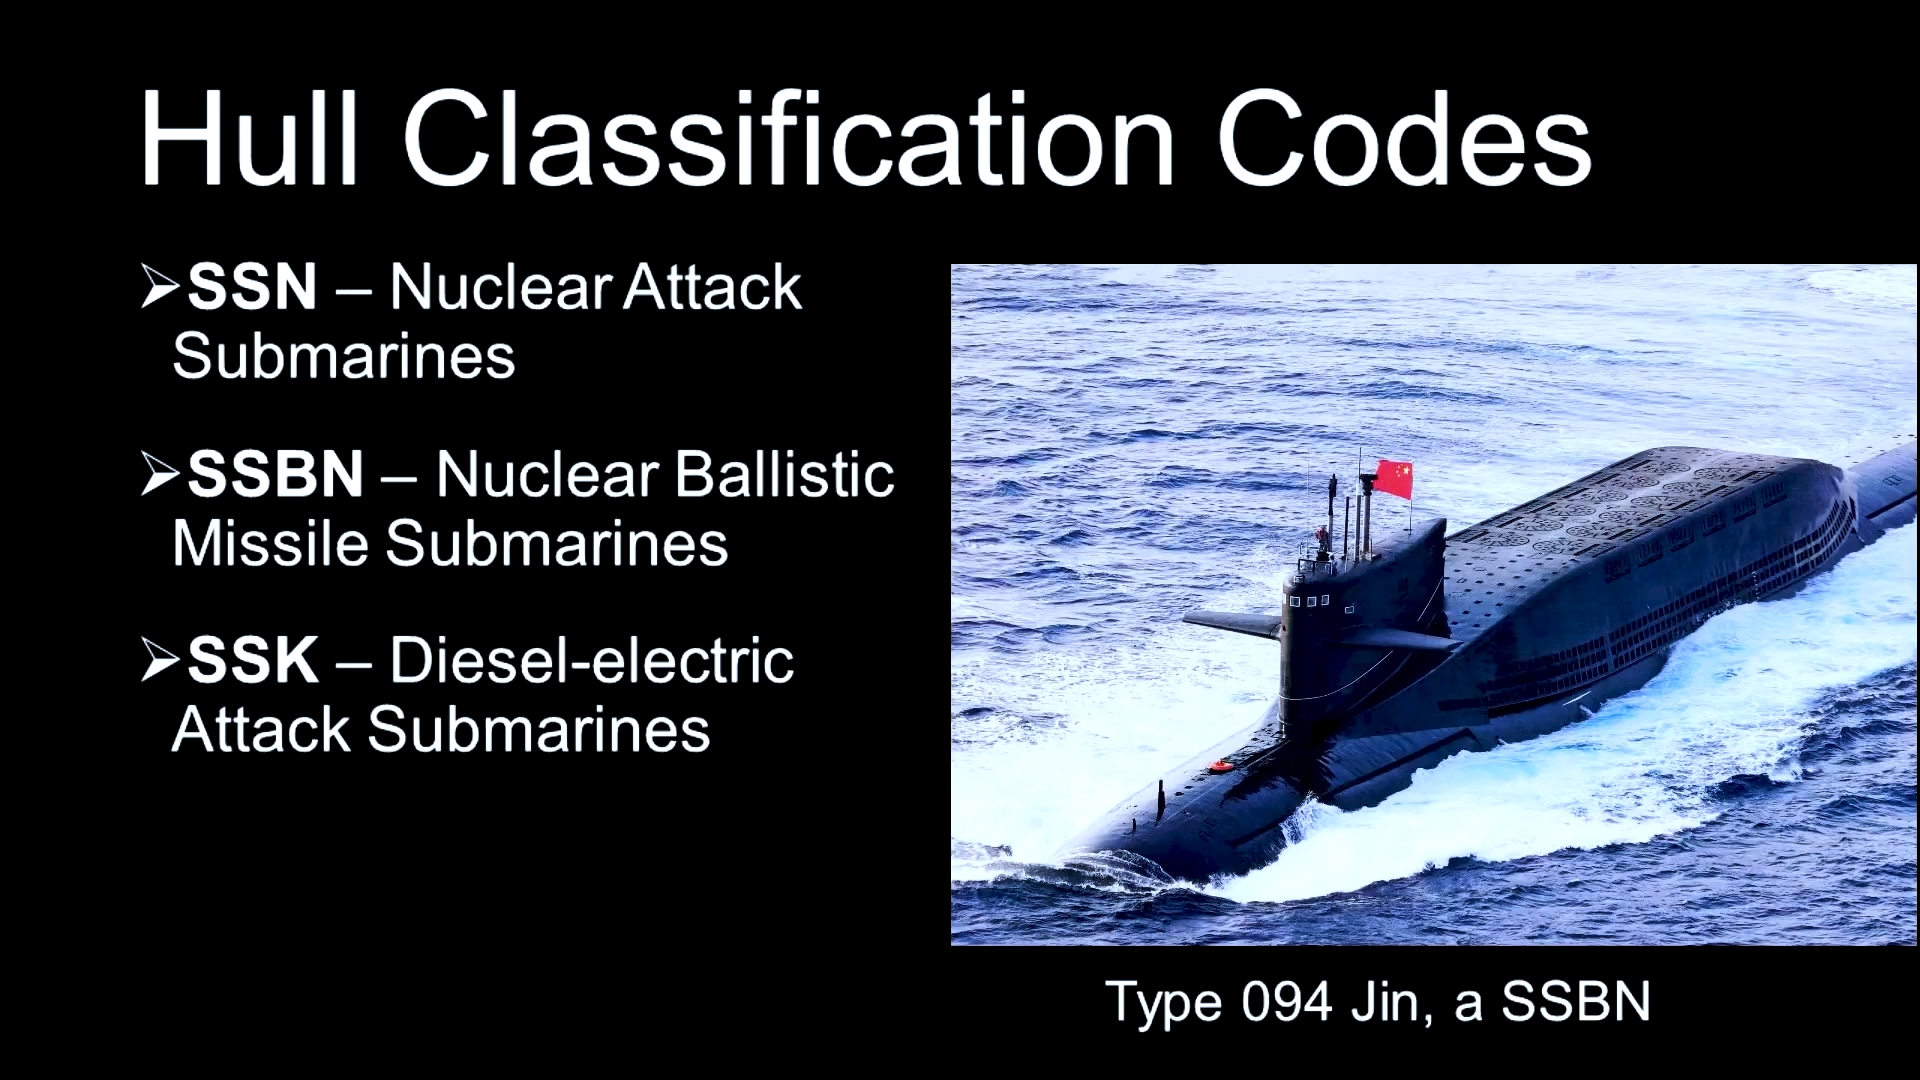 Hull Classification Codes
➢SSN – Nuclear Attack
Submarines
➢SSBN – Nuclear Ballistic
Missile Submarines
➢SSK – Diesel-electric
Attack Submarines
Type 094 Jin, a SSBN